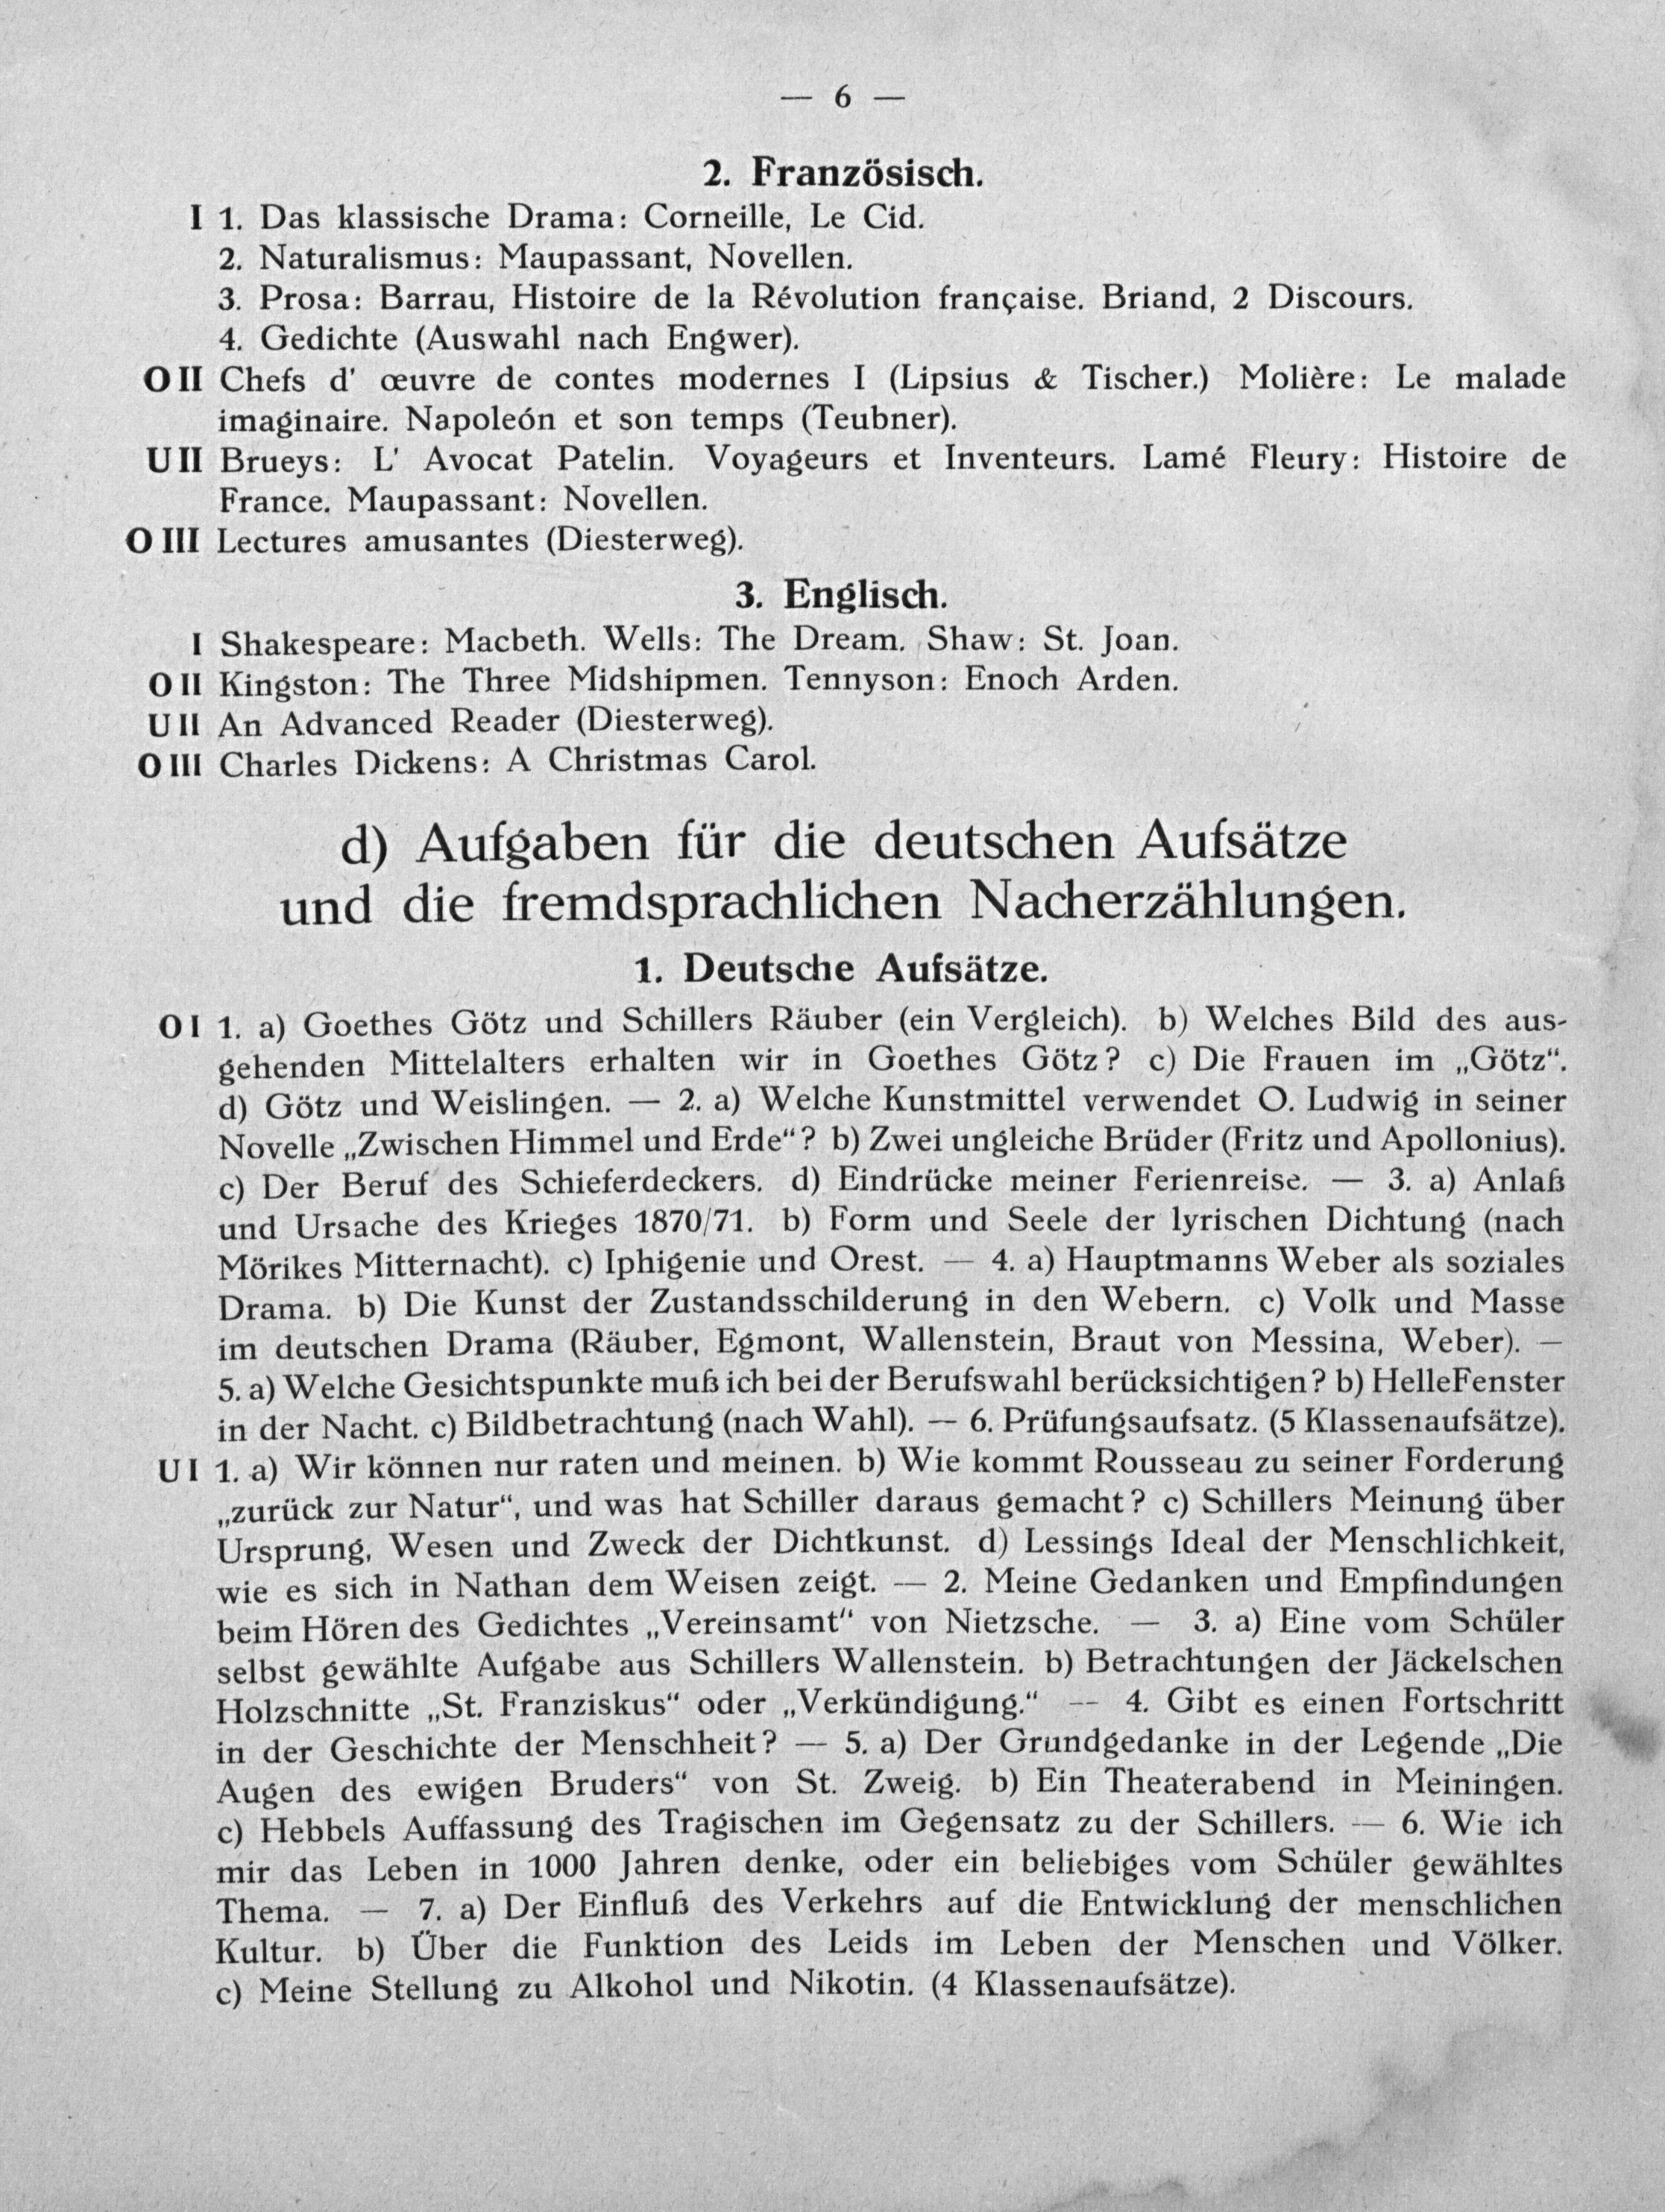 — 6 —
2. Französisch.
I 1. Das klassische Drama: Corneille, Le Cid.
2. Naturalismus: Maupassant, Novellen.
3. Prosa: Barrau, Histoire de la Révolution française. Briand, 2 Discours.
4. Gedichte (Auswahl nach Engwer).
O II Chefs d' œuvre de contes modernes I (Lipsius & Tischer.) Molière: Le malade
imaginaire. Napoleón et son temps (Teubner).
U II Brueys: L' Avocat Patelin. Voyageurs et Inventeurs. Lamé Fleury: Histoire de
France. Maupassant: Novellen.
O III Lectures amusantes (Diesterweg).
3. Englisch.
I Shakespeare: Macbeth. Wells: The Dream. Shaw: St. Joan.
O II Kingston: The Three Midshipmen. Tennyson: Enoch Arden.
U II An Advanced Reader (Diesterweg).
O III Charles Dickens: A Christmas Carol.
d) Aufgaben für die deutschen Aufsätze
und die fremdsprachlichen Nacherzählungen.
1. Deutsche Aufsätze.
O I 1. a) Goethes Götz und Schillers Räuber (ein Vergleich). b) Welches Bild des aus-
gehenden Mittelalters erhalten wir in Goethes Götz? c) Die Frauen im „Götz“.
d) Götz und Weislingen. — 2. a) Welche Kunstmittel verwendet O. Ludwig in seiner
Novelle „Zwischen Himmel und Erde“? b) Zwei ungleiche Brüder (Fritz und Apollonius).
c) Der Beruf des Schieferdeckers. d) Eindrücke meiner Ferienreise. — 3. a) Anlaß
und Ursache des Krieges 1870/71. b) Form und Seele der lyrischen Dichtung (nach
Mörikes Mitternacht). c) Iphigenie und Orest. — 4. a) Hauptmanns Weber als soziales
Drama. b) Die Kunst der Zustandsschilderung in den Webern. c) Volk und Masse
im deutschen Drama (Räuber, Egmont, Wallenstein, Braut von Messina, Weber). —
5. a) Welche Gesichtspunkte muß ich bei der Berufswahl berücksichtigen? b) HelleFenster
in der Nacht. c) Bildbetrachtung (nach Wahl). — 6. Prüfungsaufsatz. (5 Klassenaufsätze).
U I 1. a) Wir können nur raten und meinen. b) Wie kommt Rousseau zu seiner Forderung
„zurück zur Natur“, und was hat Schiller daraus gemacht? c) Schillers Meinung über
Ursprung, Wesen und Zweck der Dichtkunst. d) Lessings Ideal der Menschlichkeit,
wie es sich in Nathan dem Weisen zeigt. — 2. Meine Gedanken und Empfindungen
beim Hören des Gedichtes „Vereinsamt“ von Nietzsche. — 3. a) Eine vom Schüler
selbst gewählte Aufgabe aus Schillers Wallenstein. b) Betrachtungen der Jäckelschen
Holzschnitte „St. Franziskus“ oder „Verkündigung.“ — 4. Gibt es einen Fortschritt
in der Geschichte der Menschheit? — 5. a) Der Grundgedanke in der Legende „Die
Augen des ewigen Bruders“ von St. Zweig. b) Ein Theaterabend in Meiningen.
c) Hebbels Auffassung des Tragischen im Gegensatz zu der Schillers. — 6. Wie ich
mir das Leben in 1000 Jahren denke, oder ein beliebiges vom Schüler gewähltes
Thema. — 7. a) Der Einfluß des Verkehrs auf die Entwicklung der menschlichen
Kultur. b) Über die Funktion des Leids im Leben der Menschen und Völker.
c) Meine Stellung zu Alkohol und Nikotin. (4 Klassenaufsätze).